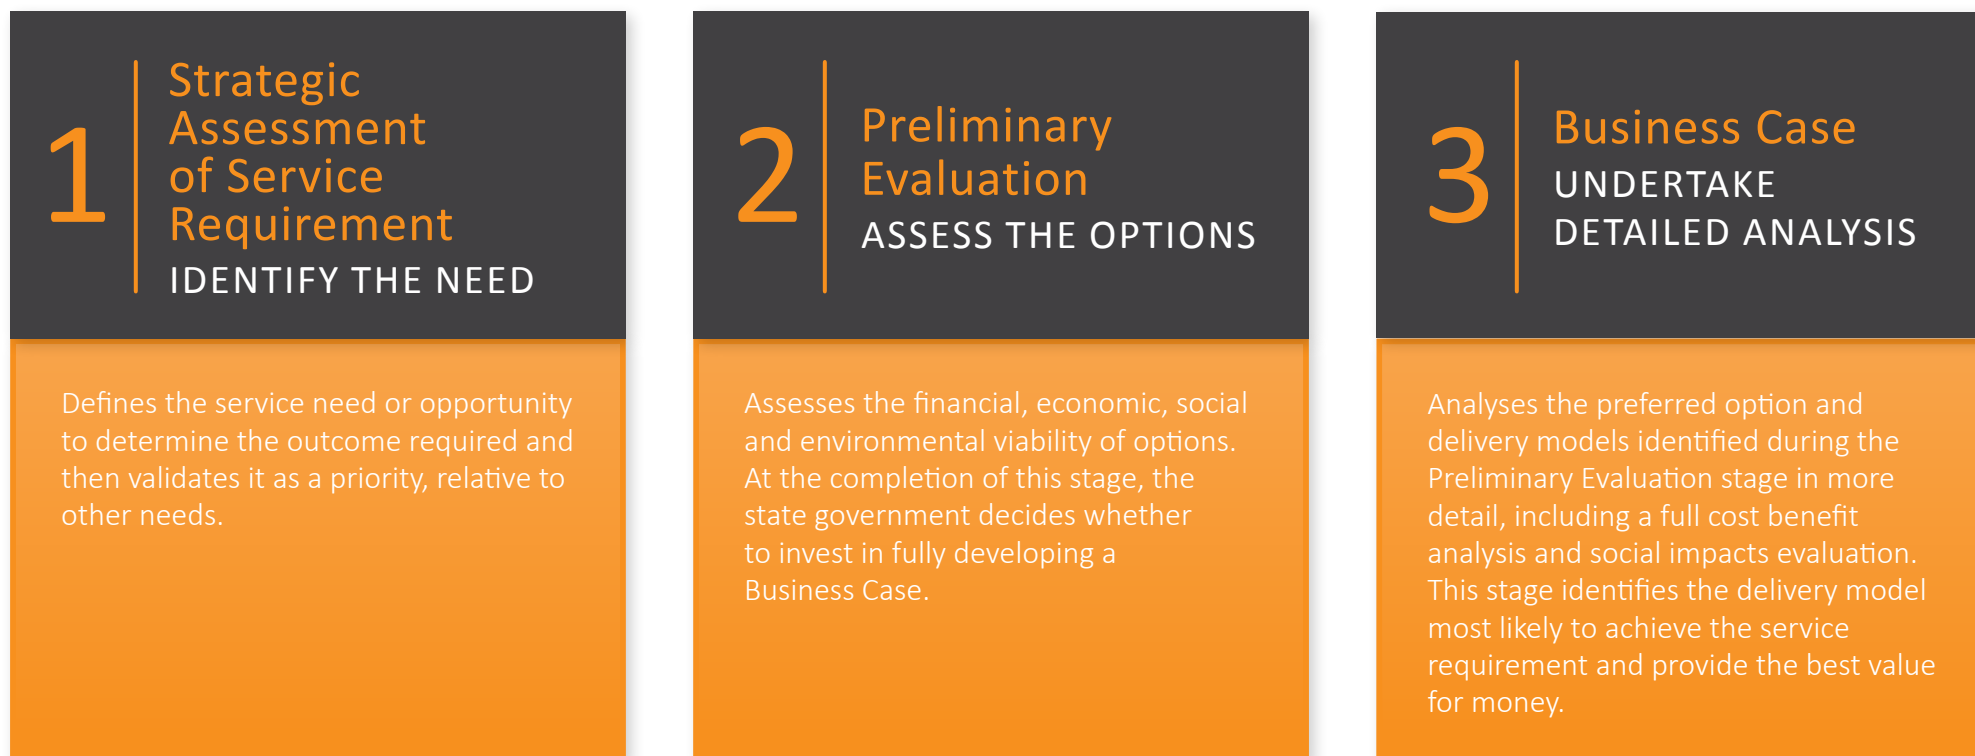 1
Strategic
Assessment
of Service
Requirement
IDENTIFY THE NEED
Defines the service need or opportunity
to determine the outcome required and
then validates it as a priority, relative to
other needs.
2
Preliminary
Evaluation
ASSESS THE OPTIONS
Assesses the financial, economic, social
and environmental viability of options.
At the completion of this stage, the
state government decides whether
to invest in fully developing a
Business Case.
3
Business Case
UNDERTAKE
DETAILED ANALYSIS
Analyses the preferred option and
delivery models identified during the
Preliminary Evaluation stage in more
detail, including a full cost benefit
analysis and social impacts evaluation.
This stage identifies the delivery model
most likely to achieve the service
requirement and provide the best value
for money.